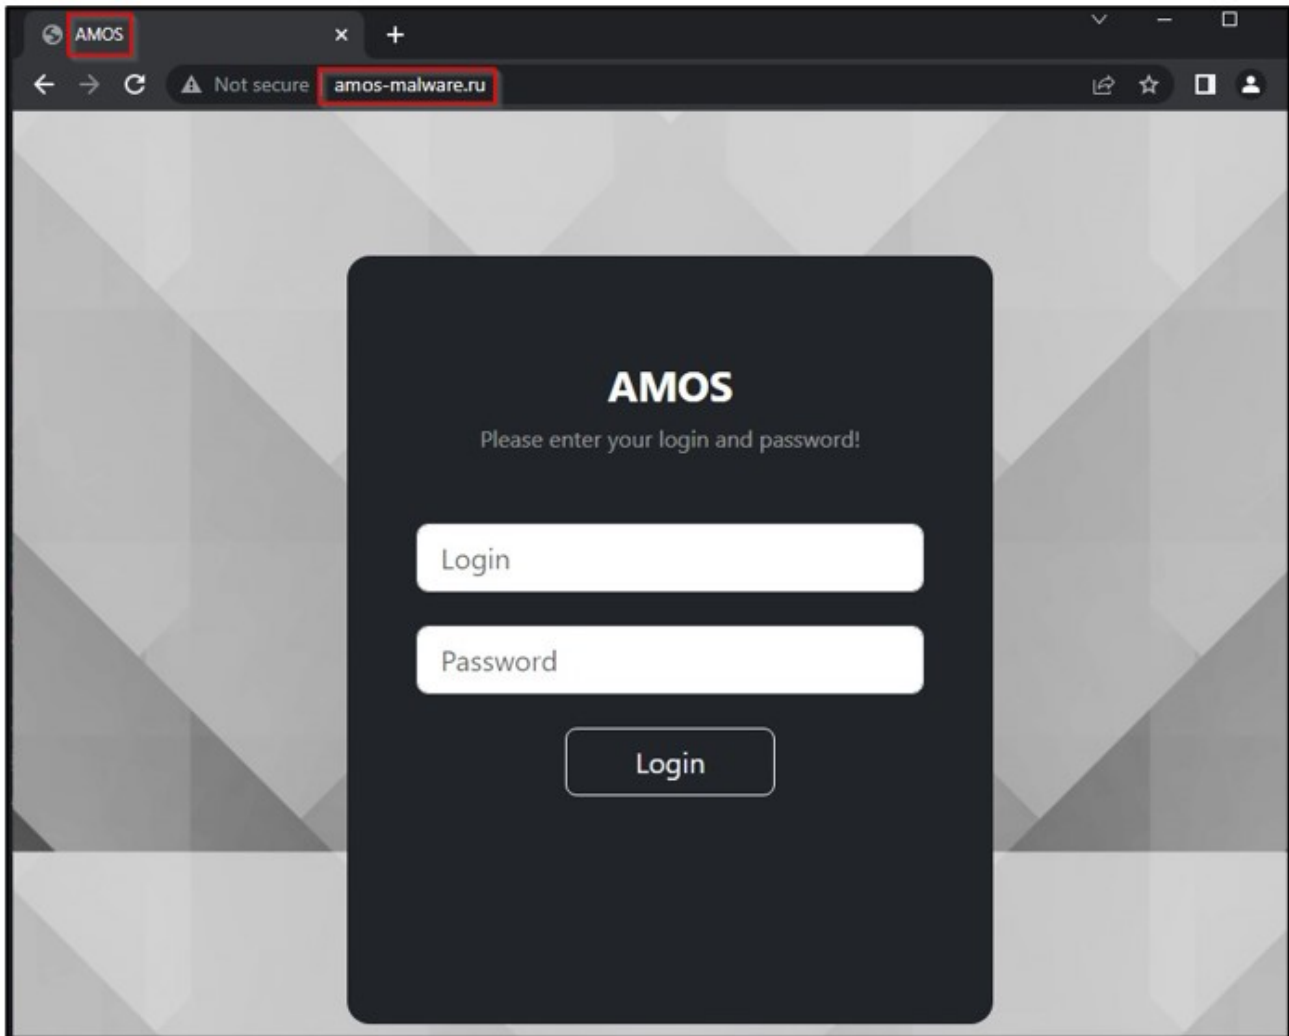 AMOS
Not secure amos-malware.ru
AMOS
Please enter your login and password!
Login
Password
Login